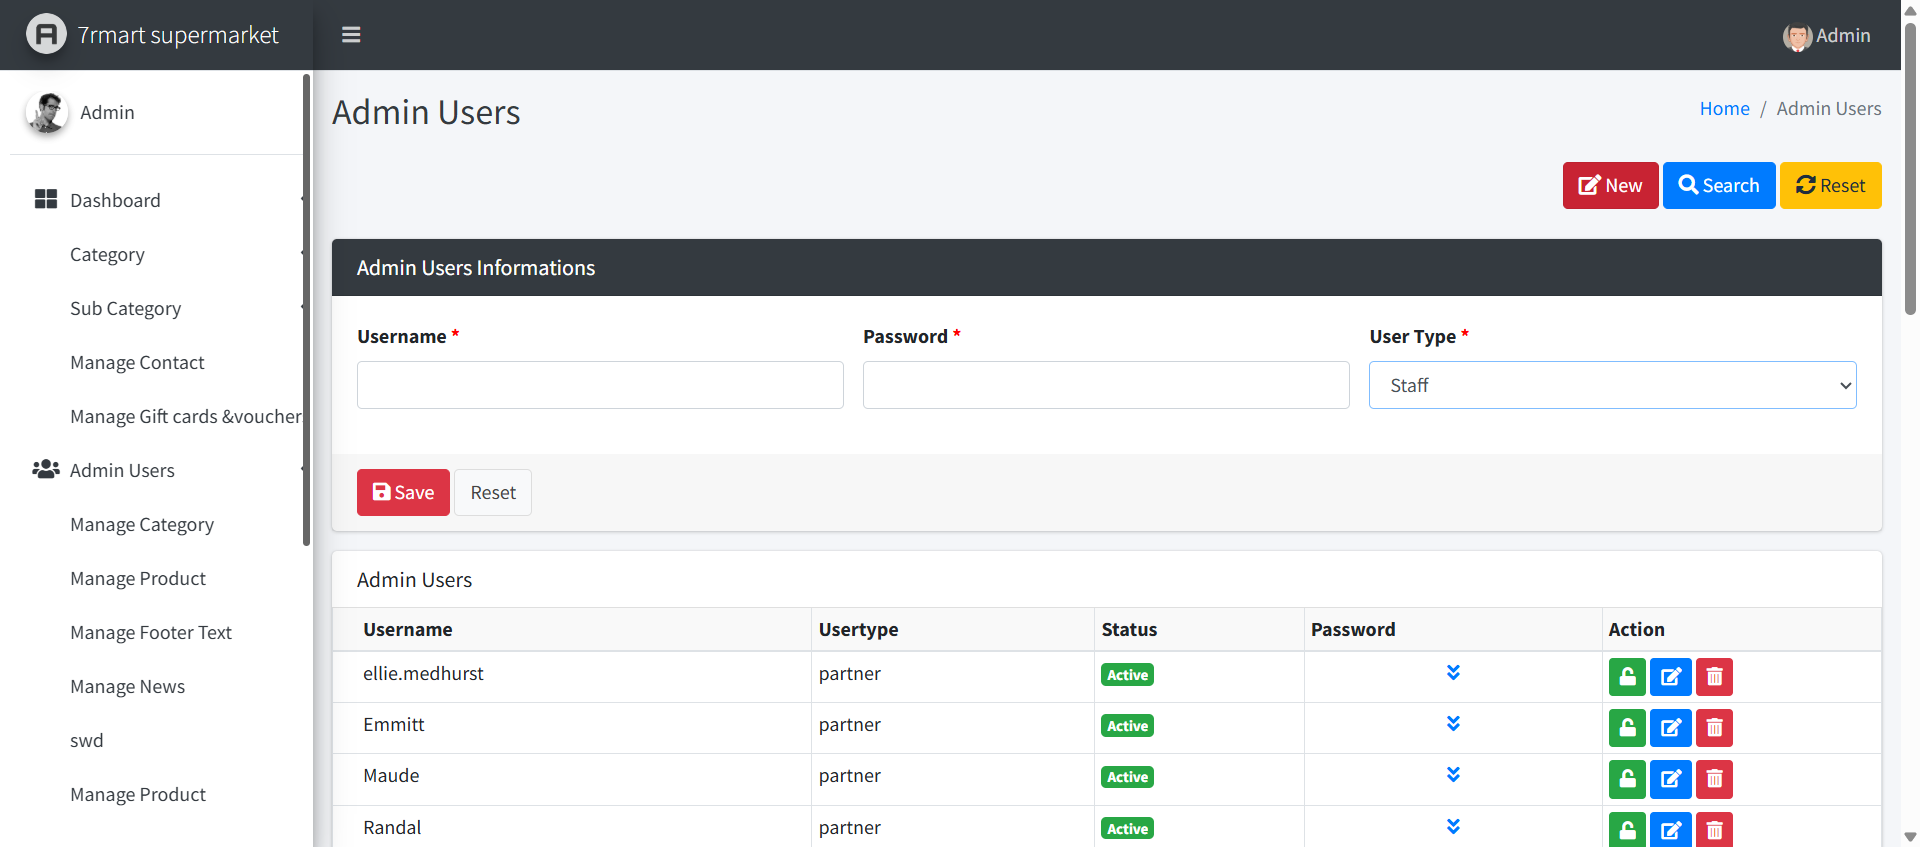 7rmart supermarket
Admin
Admin
Dashboard
Category
Sub Category
Manage Contact
Manage Gift cards &voucher
Admin Users
Manage Category
Manage Product
Manage Footer Text
Manage News
swd
Manage Product
Admin Users
Home / Admin Users
New Search Reset
Admin Users Informations
Username * Password * User Type *
Staff
Save Reset
Admin Users
Username Usertype Status Password Action
ellie.medhurst partner Active
Emmitt partner Active
Maude partner Active
Randal partner Active